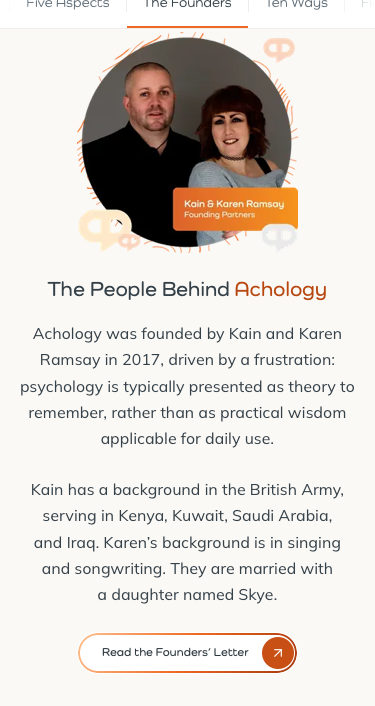 Five Aspects
The Founders
Ten Ways
Kain & Karen Ramsay
Founding Partners
The People Behind Achology
Achology was founded by Kain and Karen
Ramsay in 2017, driven by a frustration:
psychology is typically presented as theory to
remember, rather than as practical wisdom
applicable for daily use.
Kain has a background in the British Army,
serving in Kenya, Kuwait, Saudi Arabia,
and Iraq. Karen’s background is in singing
and songwriting. They are married with
a daughter named Skye.
Read the Founders’ Letter